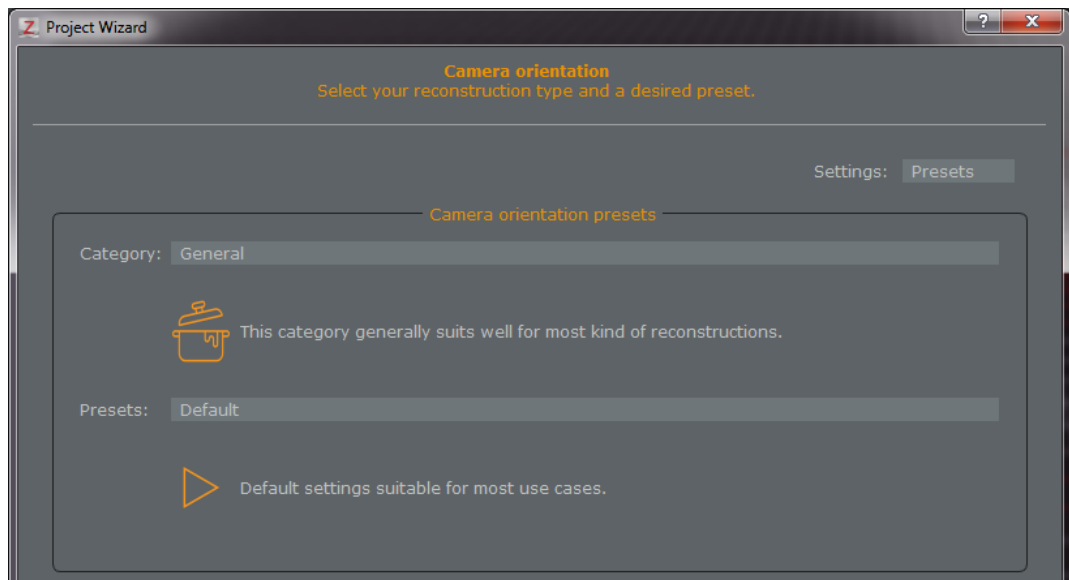 Z Project Wizard
?
X
Camera orientation
Select your reconstruction type and a desired preset.
Settings: Presets
Camera orientation presets
Category: General
This category generally suits well for most kind of reconstructions.
Presets: Default
Default settings suitable for most use cases.